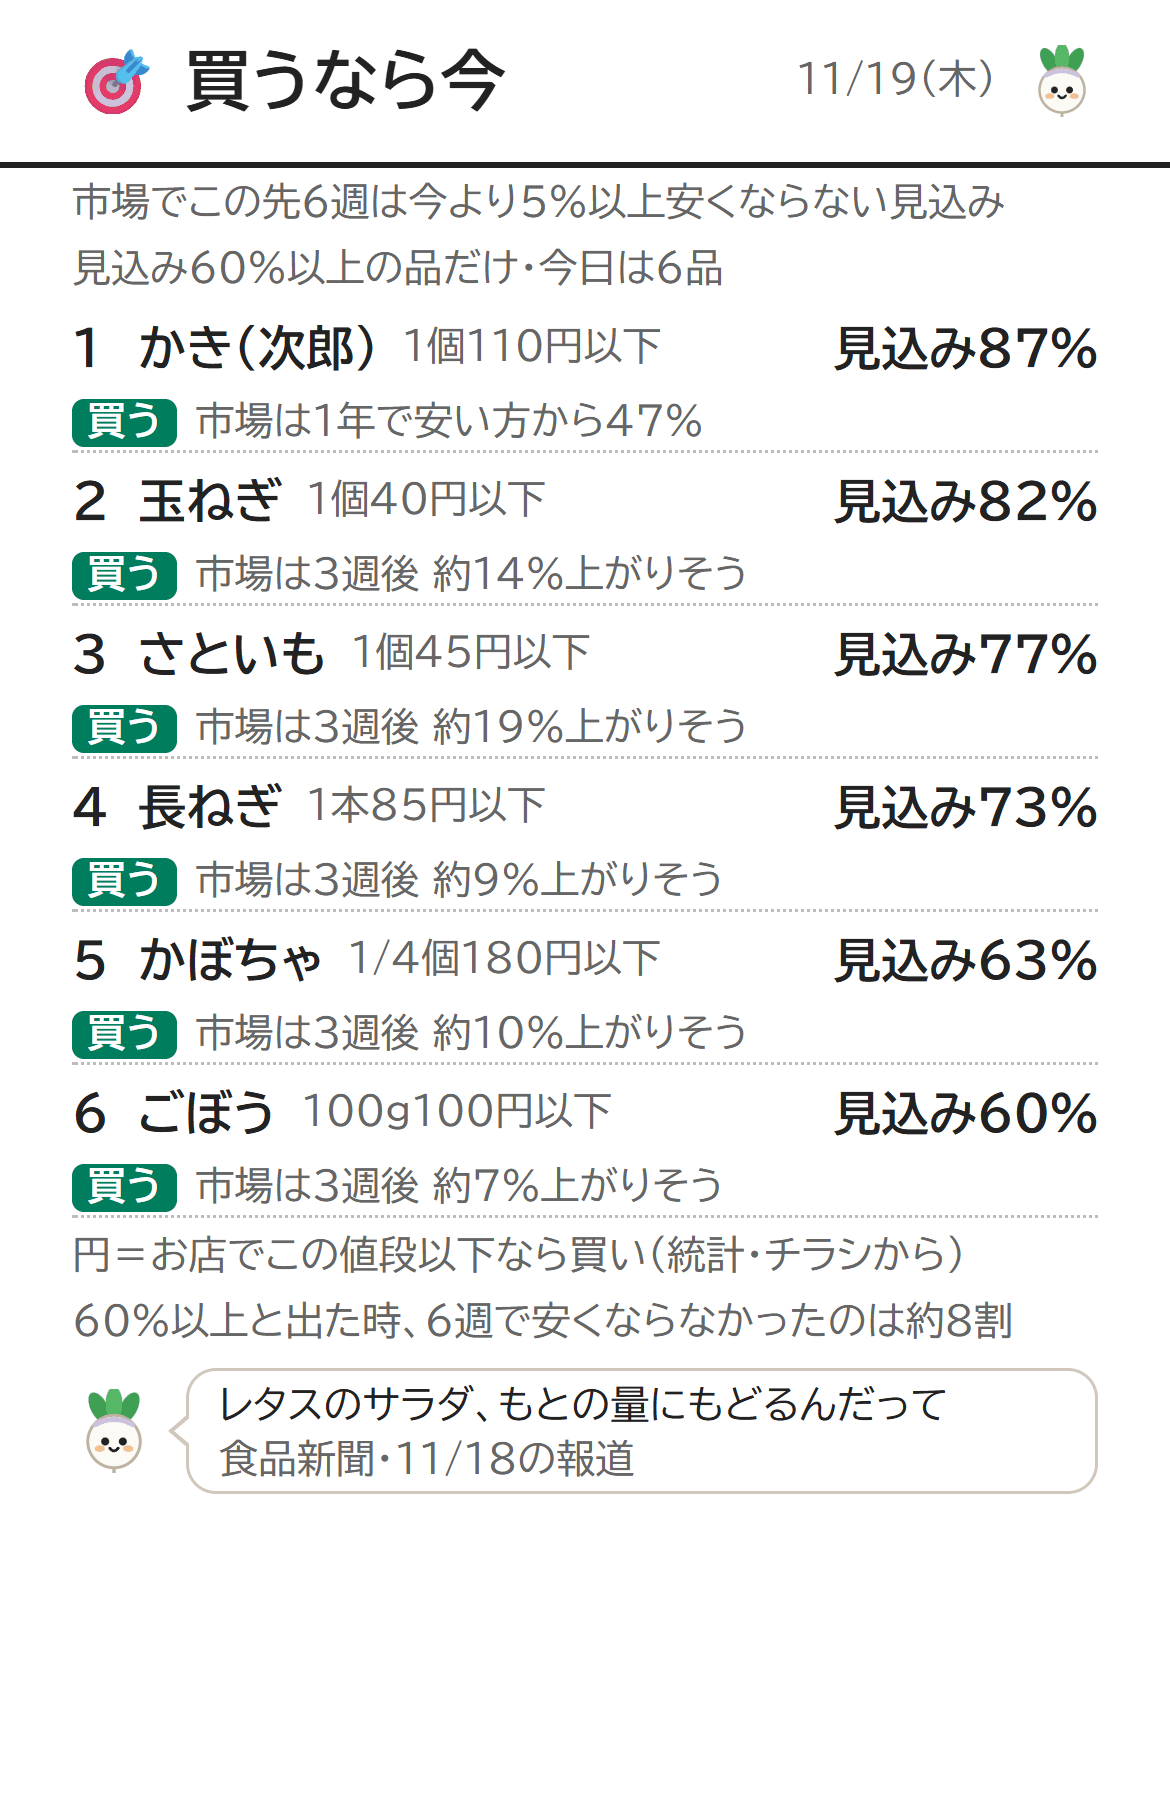 買うなら今
11/19(木)
市場でこの先6週は今より5%以上安くならない見込み
見込み60%以上の品だけ・今日は6品
1 かき(次郎) 1個110円以下 見込み87%
買う 市場は1年で安い方から47%
2 玉ねぎ 1個40円以下 見込み82%
買う 市場は3週後 約14%上がりそう
3 さといも 1個45円以下 見込み77%
買う 市場は3週後 約19%上がりそう
4 長ねぎ 1本85円以下 見込み73%
買う 市場は3週後 約9%上がりそう
5 かぼちゃ 1/4個180円以下 見込み63%
買う 市場は3週後 約10%上がりそう
6 ごぼう 100g100円以下 見込み60%
買う 市場は3週後 約7%上がりそう
円=お店でこの値段以下なら買い(統計・チラシから)
60%以上と出た時、6週で安くならなかったのは約8割
レタスのサラダ、もとの量にもどるんだって
食品新聞・11/18の報道